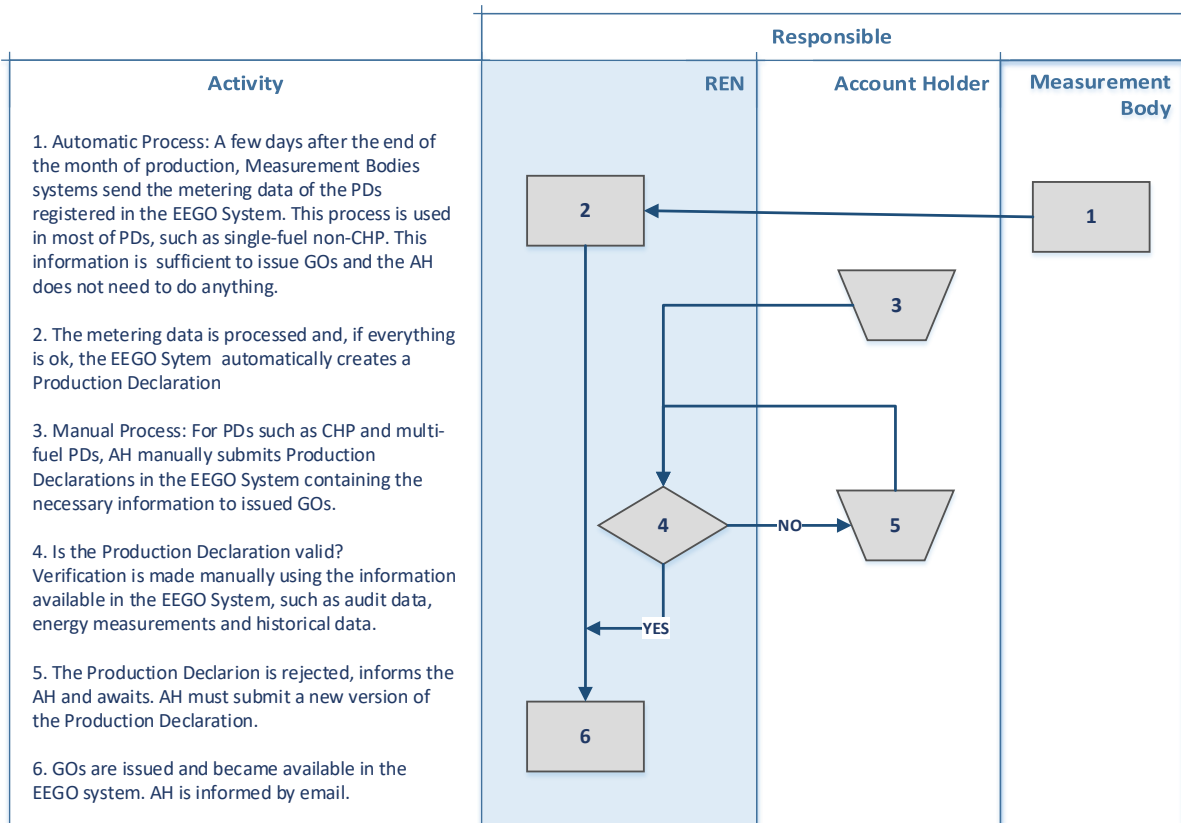 Responsible
Activity
REN
Account Holder
Measurement
Body
1. Automatic Process: A few days after the end of
the month of production, Measurement Bodies
systems send the metering data of the PDs
registered in the EEGO System. This process is used
in most of PDs, such as single-fuel non-CHP. This
information is  sufficient to issue GOs and the AH
does not need to do anything.
2. The metering data is processed and, if everything
is ok, the EEGO Sytem  automatically creates a
Production Declaration
3. Manual Process: For PDs such as CHP and multi-
fuel PDs, AH manually submits Production
Declarations in the EEGO System containing the
necessary information to issued GOs.
4. Is the Production Declaration valid?
Verification is made manually using the information
available in the EEGO System, such as audit data,
energy measurements and historical data.
5. The Production Declarion is rejected, informs the
AH and awaits. AH must submit a new version of
the Production Declaration.
6. GOs are issued and became available in the
EEGO system. AH is informed by email.
2
1
3
4
NO
5
YES
6